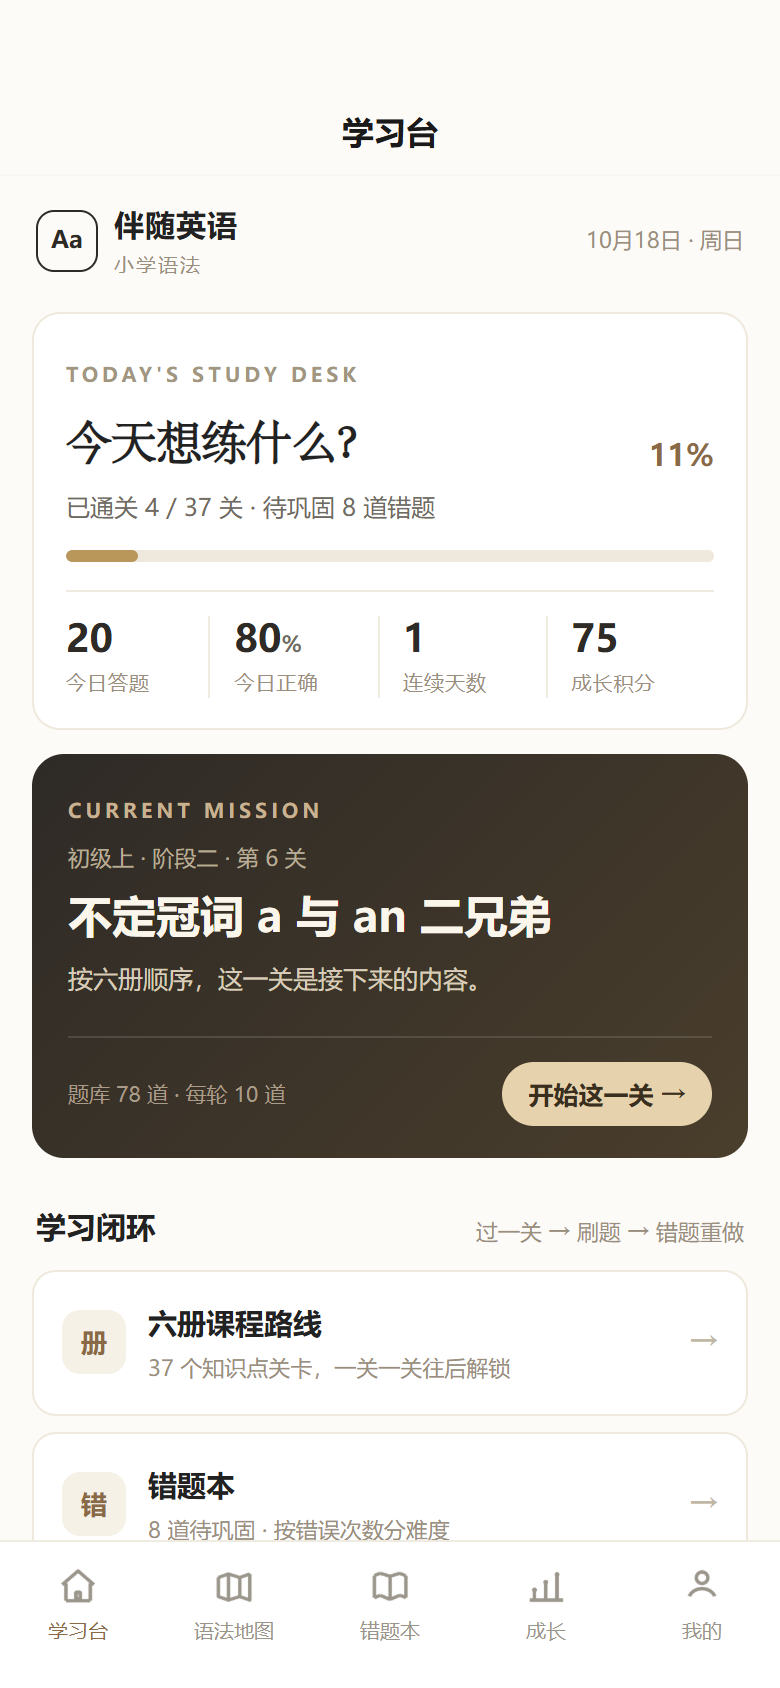 学习台
Aa
伴随英语
小学语法
10月18日 · 周日
TODAY'S STUDY DESK
今天想练什么?
11%
已通关 4 / 37 关 · 待巩固 8 道错题
20
今日答题
80%
今日正确
1
连续天数
75
成长积分
CURRENT MISSION
初级上 · 阶段二 · 第 6 关
不定冠词 a 与 an 二兄弟
按六册顺序，这一关是接下来的内容。
题库 78 道 · 每轮 10 道
开始这一关 →
学习闭环
过一关 → 刷题 → 错题重做
册
六册课程路线
37 个知识点关卡，一关一关往后解锁
→
错
错题本
8 道待巩固 · 按错误次数分难度
→
学习台
语法地图
错题本
成长
我的